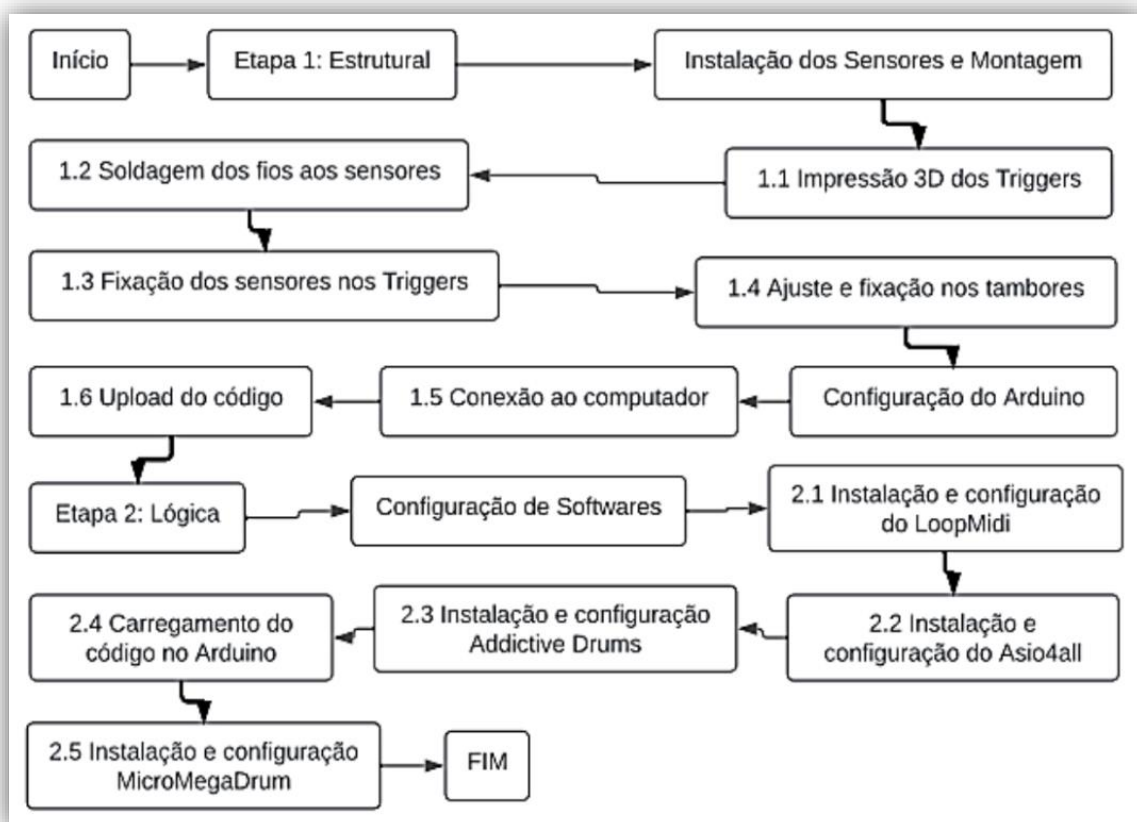 Início
Etapa 1: Estrutural
Instalação dos Sensores e Montagem
1.1 Impressão 3D dos Triggers
1.2 Soldagem dos fios aos sensores
1.3 Fixação dos sensores nos Triggers
1.4 Ajuste e fixação nos tambores
Configuração do Arduino
1.5 Conexão ao computador
1.6 Upload do código
Etapa 2: Lógica
Configuração de Softwares
2.1 Instalação e configuração
do LoopMidi
2.2 Instalação e
configuração do Asio4all
2.3 Instalação e configuração
Addictive Drums
2.4 Carregamento do
código no Arduino
2.5 Instalação e configuração
MicroMegaDrum
FIM